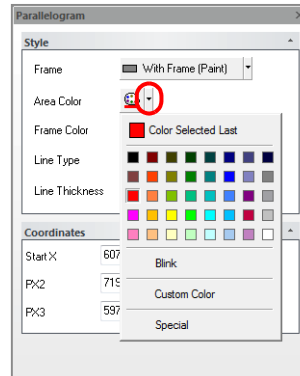 Parallelogram
Style
Frame
With Frame (Paint)
Area Color
Frame Color
Color Selected Last
Line Type
Line Thickness
Coordinates
Start X
607
PX2
719
PX3
597
Blink
Custom Color
Special